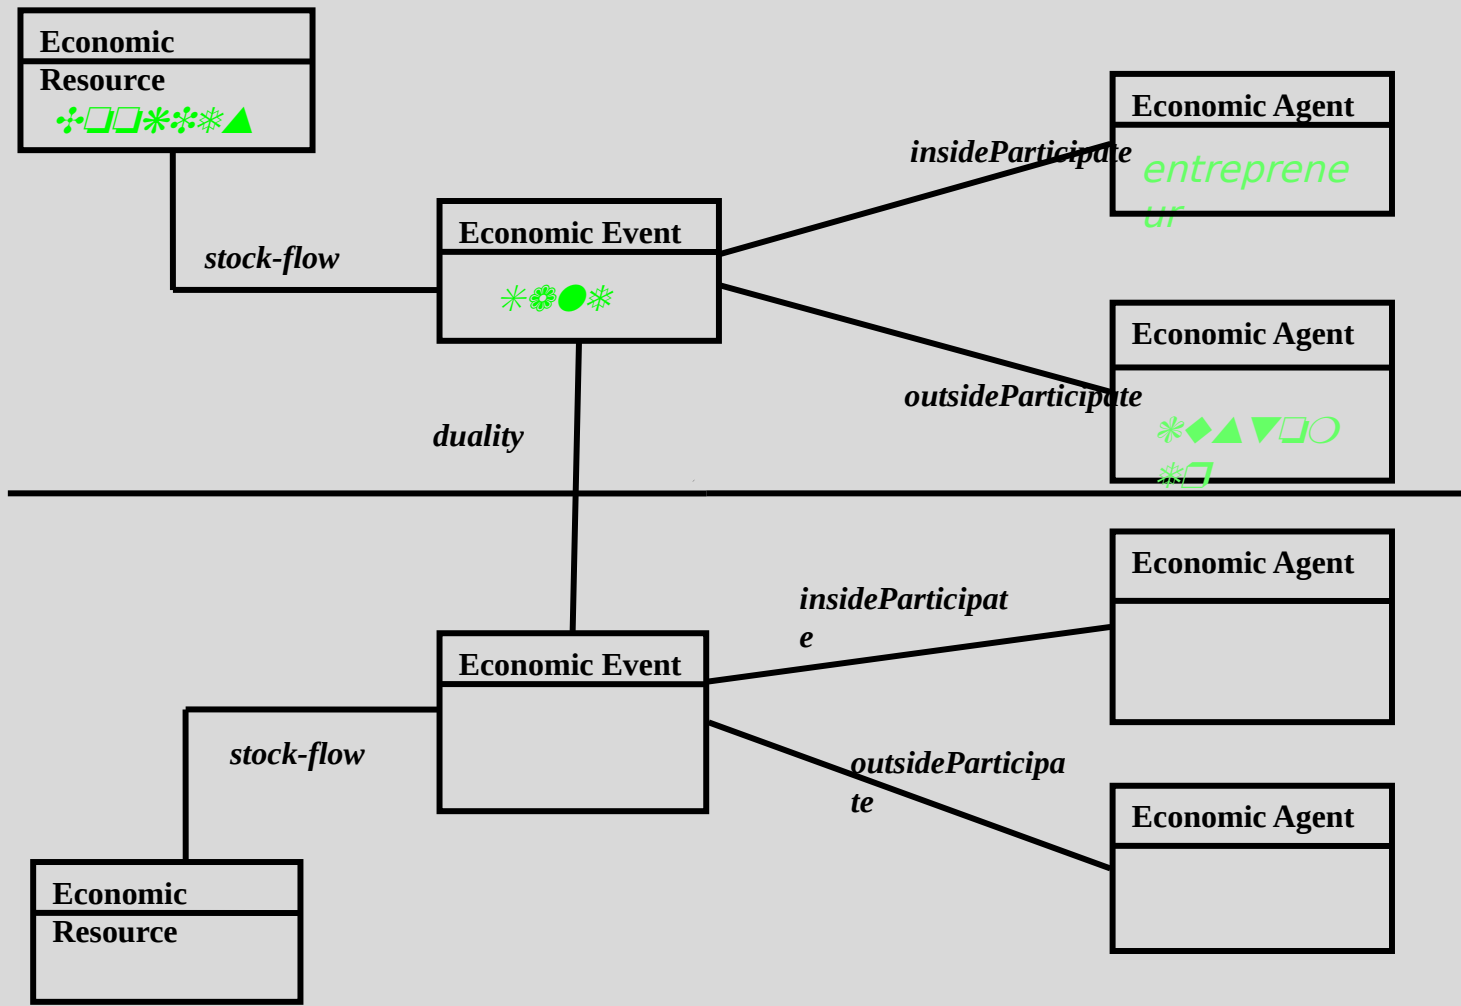 Economic
Resource
Economic Agent
insideParticipate
entreprene
ur
Economic Event
stock-flow
Economic Agent
outsideParticipate
duality
Economic Agent
insideParticipat
e
Economic Event
stock-flow
outsideParticipa
te
Economic Agent
Economic
Resource